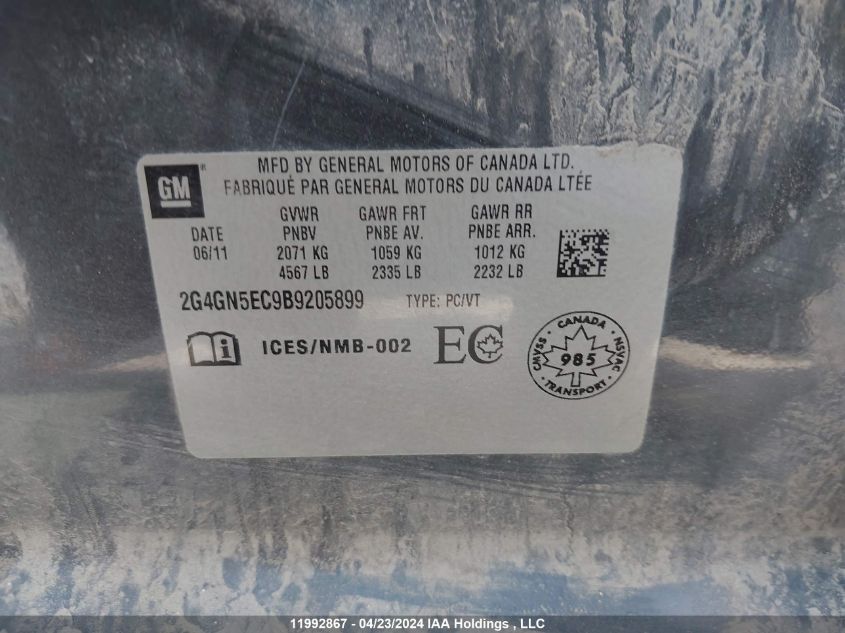 GM
MFD BY GENERAL MOTORS OF CANADA LTD.
FABRIQUÉ PAR GENERAL MOTORS DU CANADA LTÉE
GVWR GAWR FRT GAWR RR
DATE PNBV PNBE AV. PNBE ARR.
06/11 2071 KG 1059 KG 1012 KG
4567 LB 2335 LB 2232 LB
2G4GN5EC9B9205899 TYPE: PC/VT
i ICES/NMB-002 EC
CANADA
CMVSS 985 NSVAC
TRANSPORT
11992867 - 04/23/2024 IAA Holdings , LLC